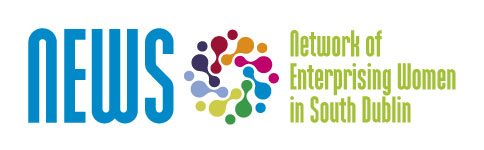 NEWS
Network of
Enterprising Women
in South Dublin